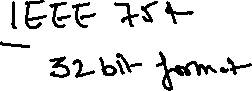 IEEE 754
32 bit format